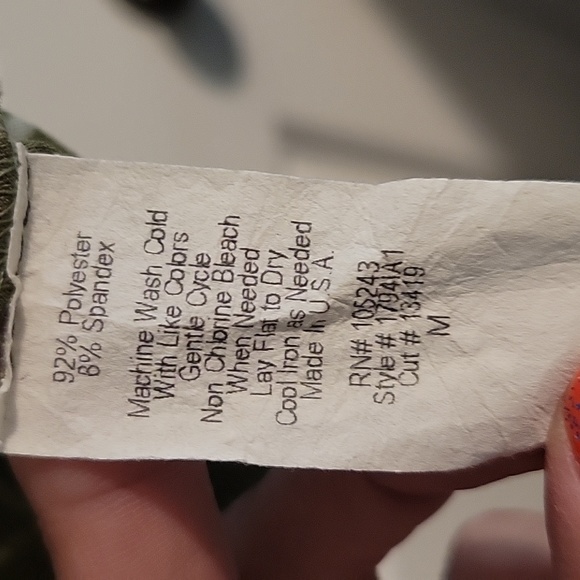 92% Polyester
8% Spandex
Machine Wash Cold
With Like Colors
Gentle Cycle
Non Chlorine Bleach
When Needed
Lay Flat to Dry
Cool Iron as Needed
Made In U.S.A.
RN# 105243
Style # 1794IA1
Cut # 13419
M